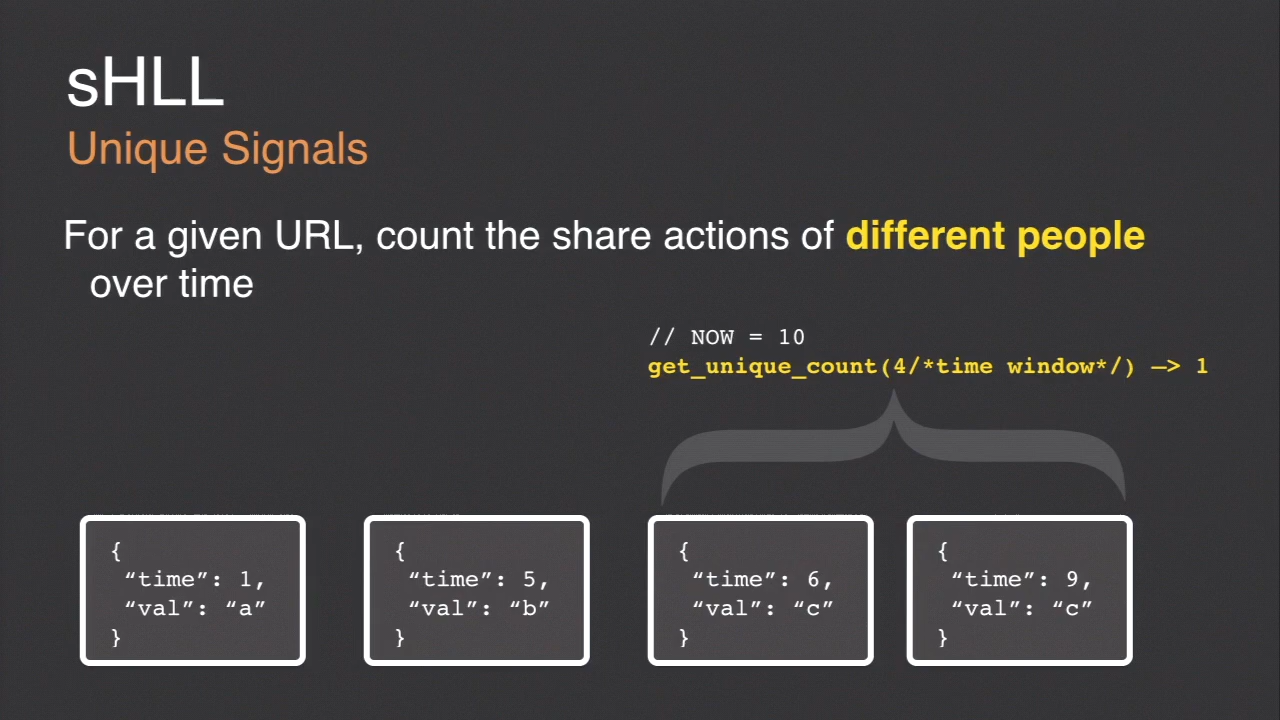 sHLL
Unique Signals
For a given URL, count the share actions of different people
over time
// NOW = 10
get_unique_count(4/*time window*/) —> 1
{
“time”: 1,
“val”: “a”
}
{
“time”: 5,
“val”: “b”
}
{
“time”: 6,
“val”: “c”
}
{
“time”: 9,
“val”: “c”
}